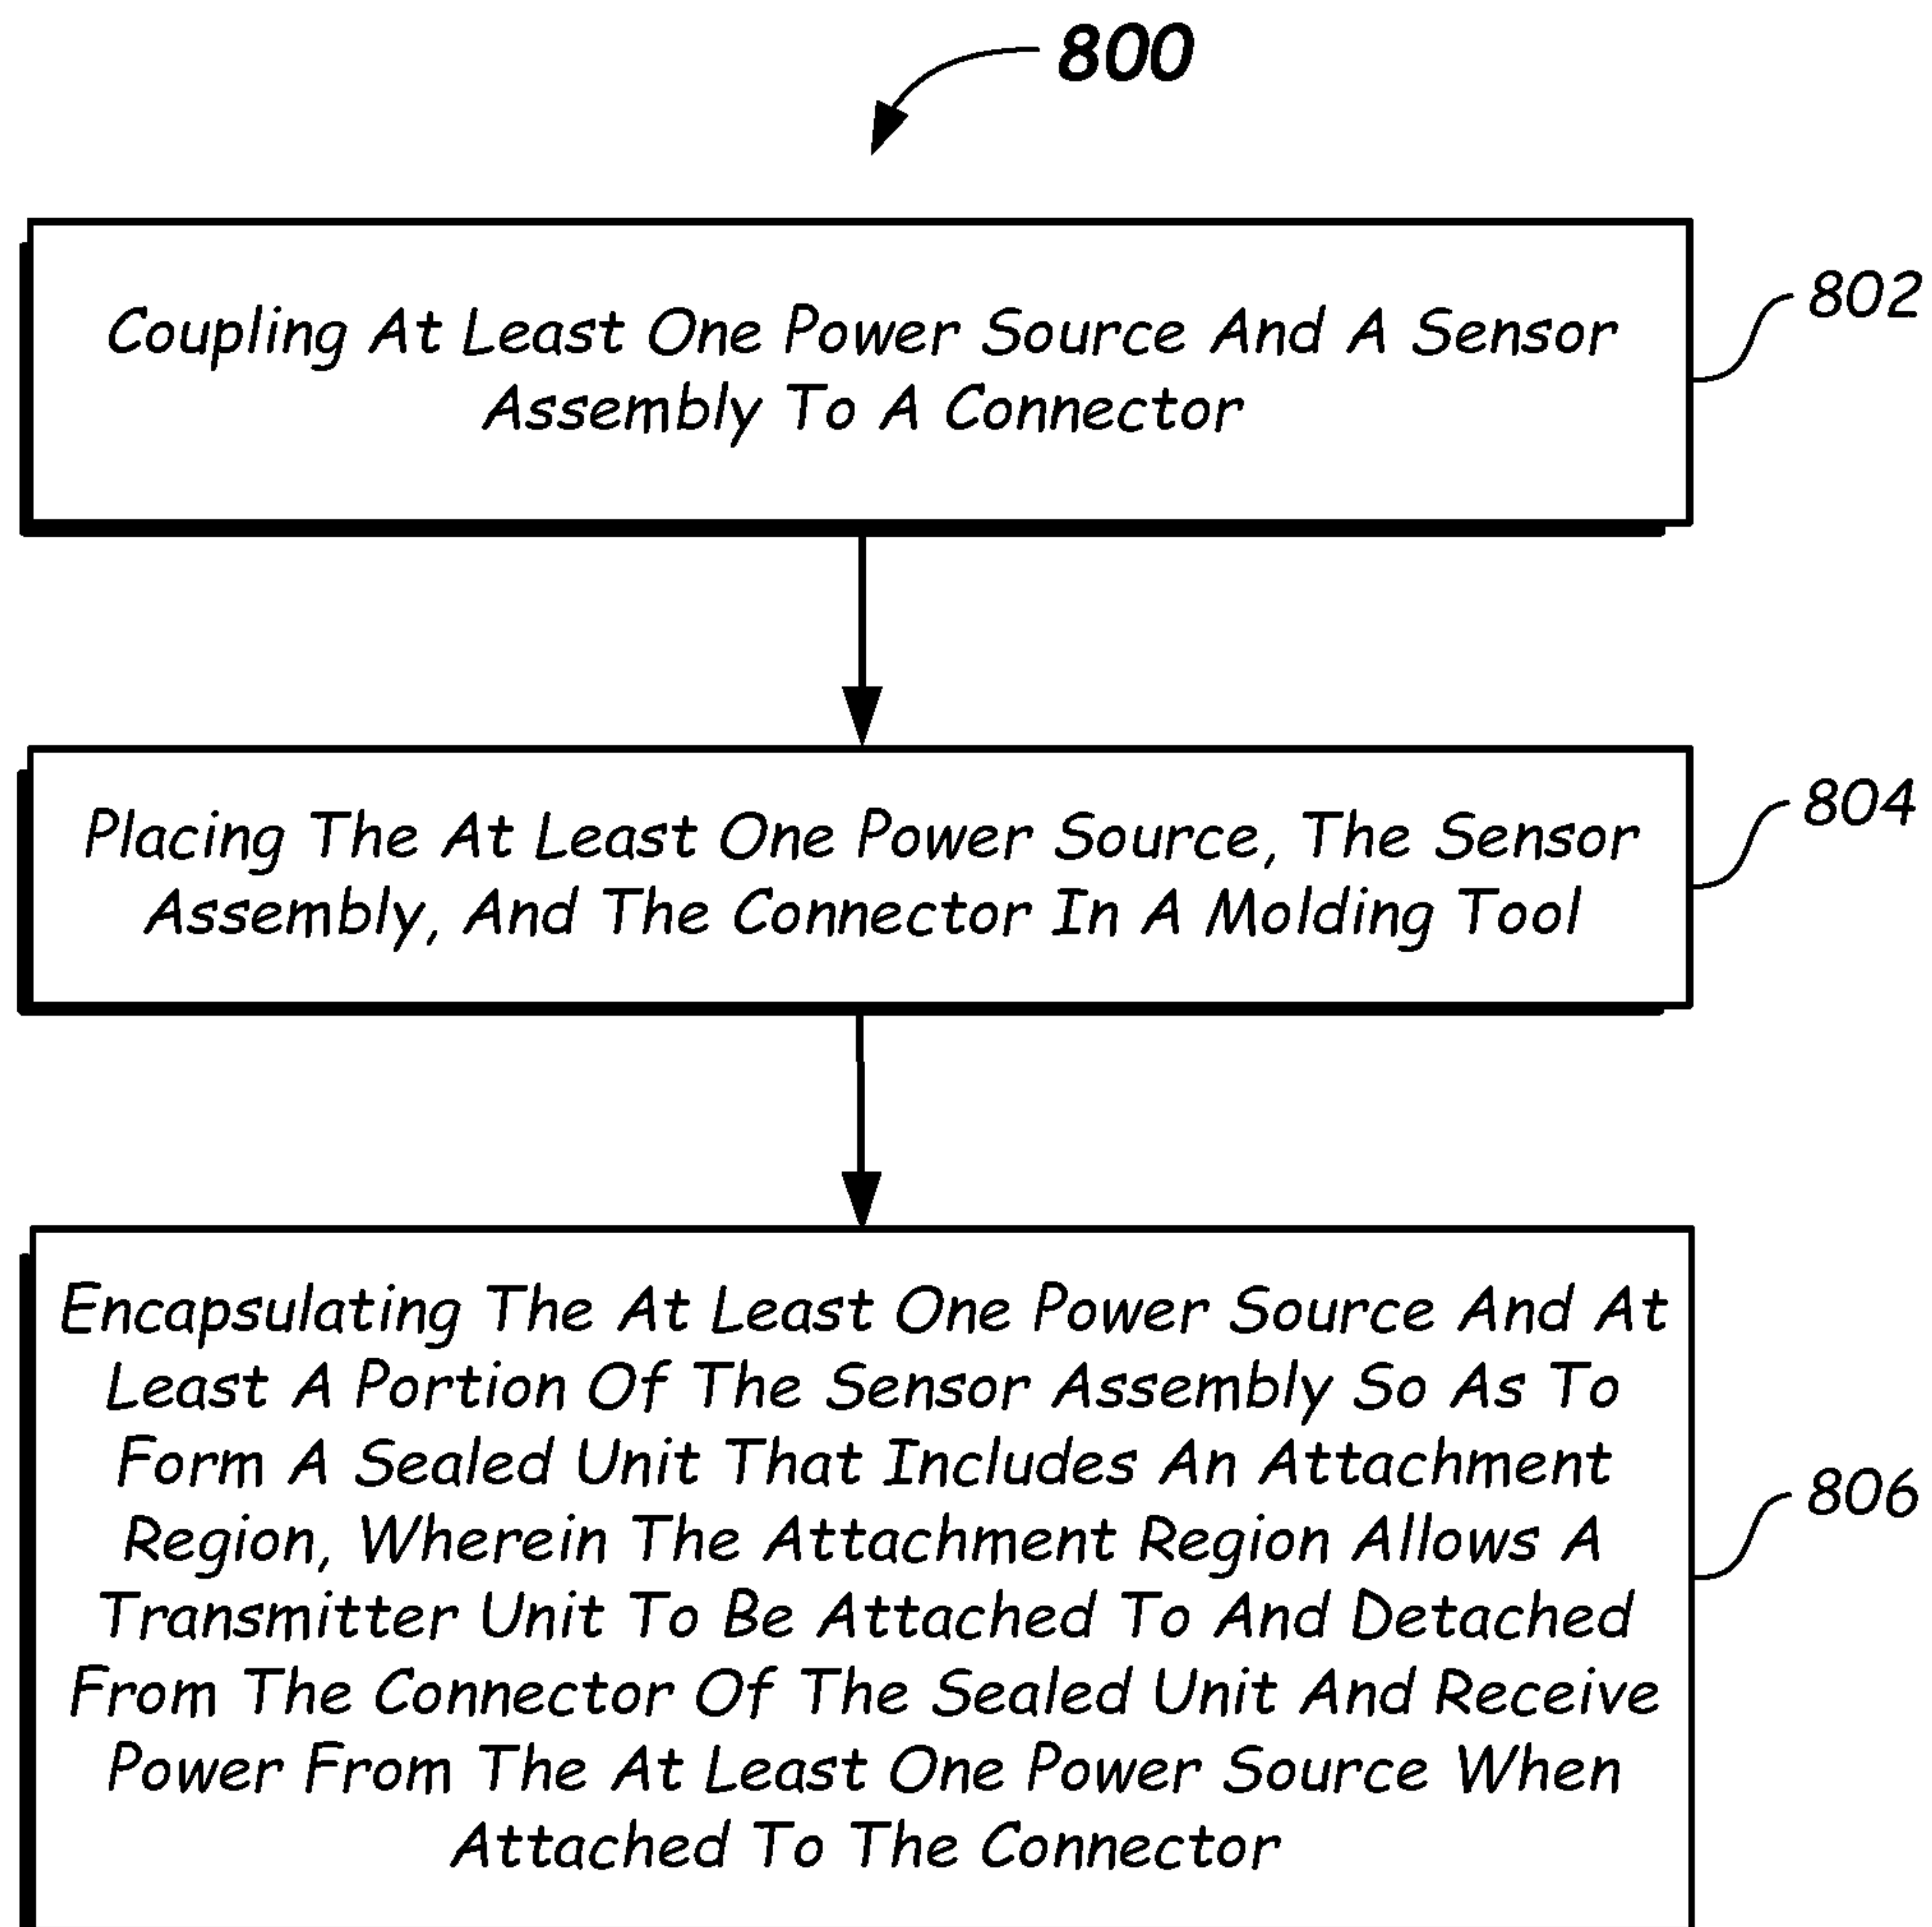 800
Coupling At Least One Power Source And A Sensor
Assembly To A Connector
802
Placing The At Least One Power Source, The Sensor
Assembly, And The Connector In A Molding Tool
804
Encapsulating The At Least One Power Source And At
Least A Portion Of The Sensor Assembly So As To
Form A Sealed Unit That Includes An Attachment
Region, Wherein The Attachment Region Allows A
Transmitter Unit To Be Attached To And Detached
From The Connector Of The Sealed Unit And Receive
Power From The At Least One Power Source When
Attached To The Connector
806